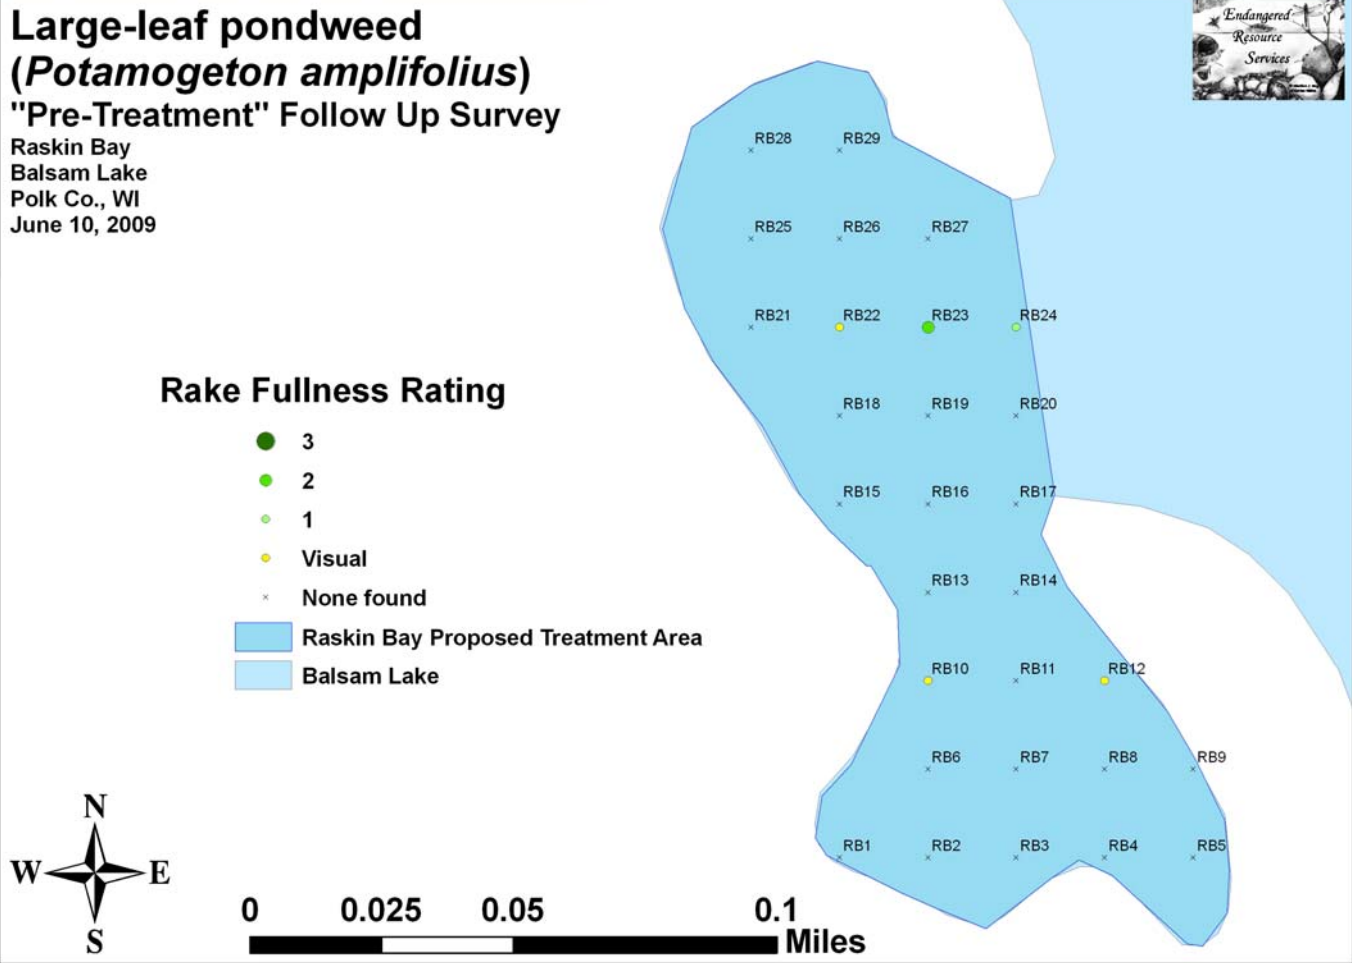 Large-leaf pondweed
(Potamogeton amplifolius)
"Pre-Treatment" Follow Up Survey
Raskin Bay
Balsam Lake
Polk Co., WI
June 10, 2009
Endangered
Resource
Services
RB28 RB29
RB25 RB26 RB27
RB21 RB22 RB23 RB24
RB18 RB19 RB20
RB15 RB16 RB17
RB13 RB14
RB10 RB11 RB12
RB6 RB7 RB8 RB9
RB1 RB2 RB3 RB4 RB5
Rake Fullness Rating
3
2
1
Visual
None found
Raskin Bay Proposed Treatment Area
Balsam Lake
N
W E
S
0 0.025 0.05 0.1
Miles